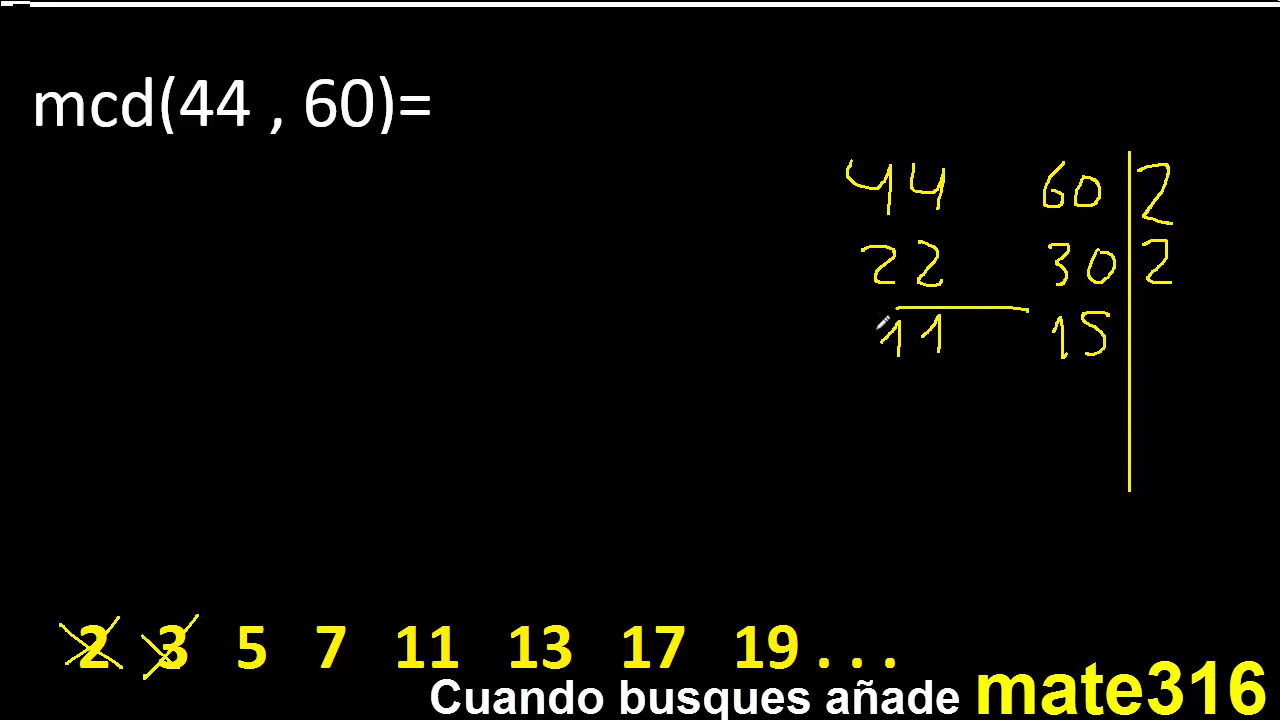 mcd(44 , 60)=
44 60 2
22 30 2
11 15
2 3 5 7 11 13 17 19 . . .
Cuando busques añade mate316